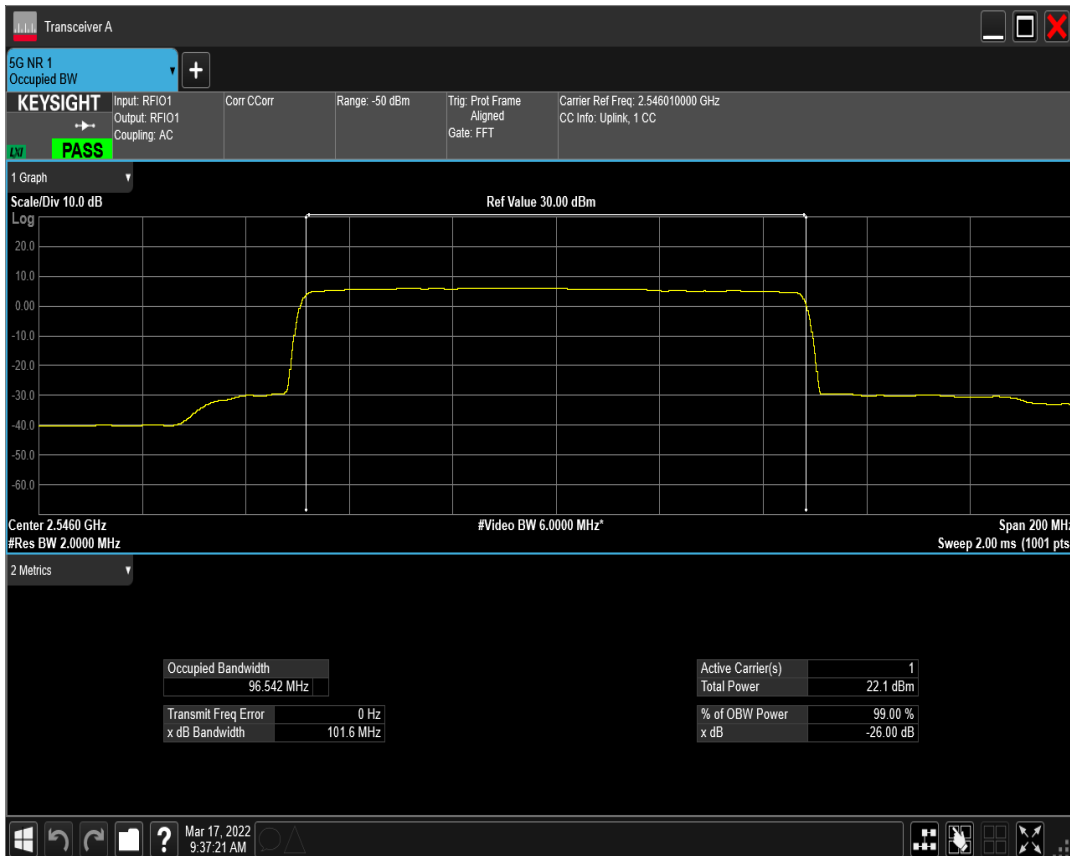 Transceiver A
5G NR 1
Occupied BW
KEYSIGHT
LXI
PASS
Input: RFIO1
Output: RFIO1
Coupling: AC
Corr CCorr
Range: -50 dBm
Trig: Prot Frame
Aligned
Gate: FFT
Carrier Ref Freq: 2.546010000 GHz
CC Info: Uplink, 1 CC
1 Graph
Scale/Div 10.0 dB
Ref Value 30.00 dBm
Log
20.0
10.0
0.00
-10.0
-20.0
-30.0
-40.0
-50.0
-60.0
Center 2.5460 GHz
#Video BW 6.0000 MHz*
Span 200 MHz
#Res BW 2.0000 MHz
Sweep 2.00 ms (1001 pts
2 Metrics
Occupied Bandwidth
96.542 MHz
Transmit Freq Error 0 Hz
x dB Bandwidth 101.6 MHz
Active Carrier(s) 1
Total Power 22.1 dBm
% of OBW Power 99.00 %
x dB -26.00 dB
?
Mar 17, 2022
9:37:21 AM